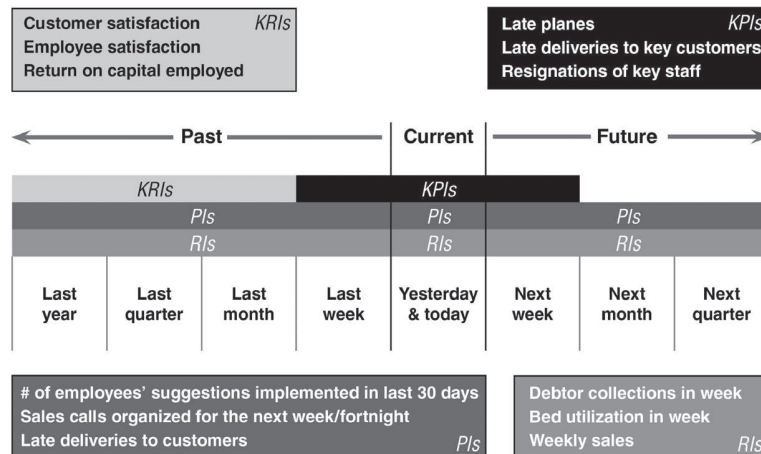 Customer satisfaction KRIs
Employee satisfaction
Return on capital employed
Late planes KPIs
Late deliveries to key customers
Resignations of key staff
Past Current Future
KRIs KPIs
PIs PIs PIs
RIs RIs RIs
Last year
Last quarter
Last month
Last week
Yesterday & today
Next week
Next month
Next quarter
# of employees’ suggestions implemented in last 30 days
Sales calls organized for the next week/fortnight
Late deliveries to customers PIs
Debtor collections in week
Bed utilization in week
Weekly sales RIs